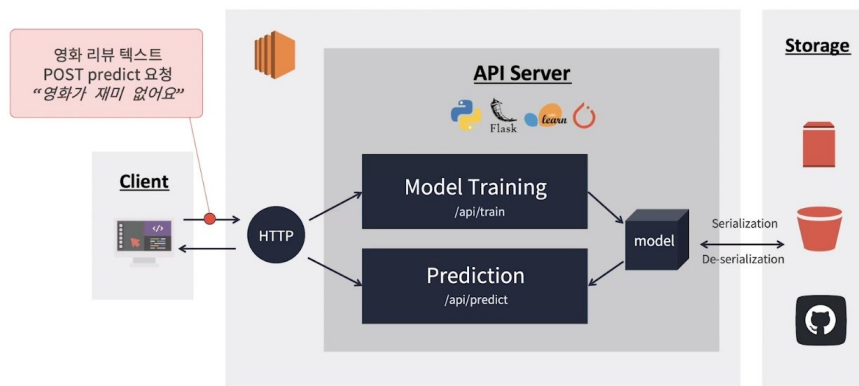 영화 리뷰 텍스트
POST predict 요청
“영화가 재미 없어요”
Client
</>
HTTP
API Server
Flask
learn
Model Training
/api/train
Prediction
/api/predict
model
Serialization
De-serialization
Storage